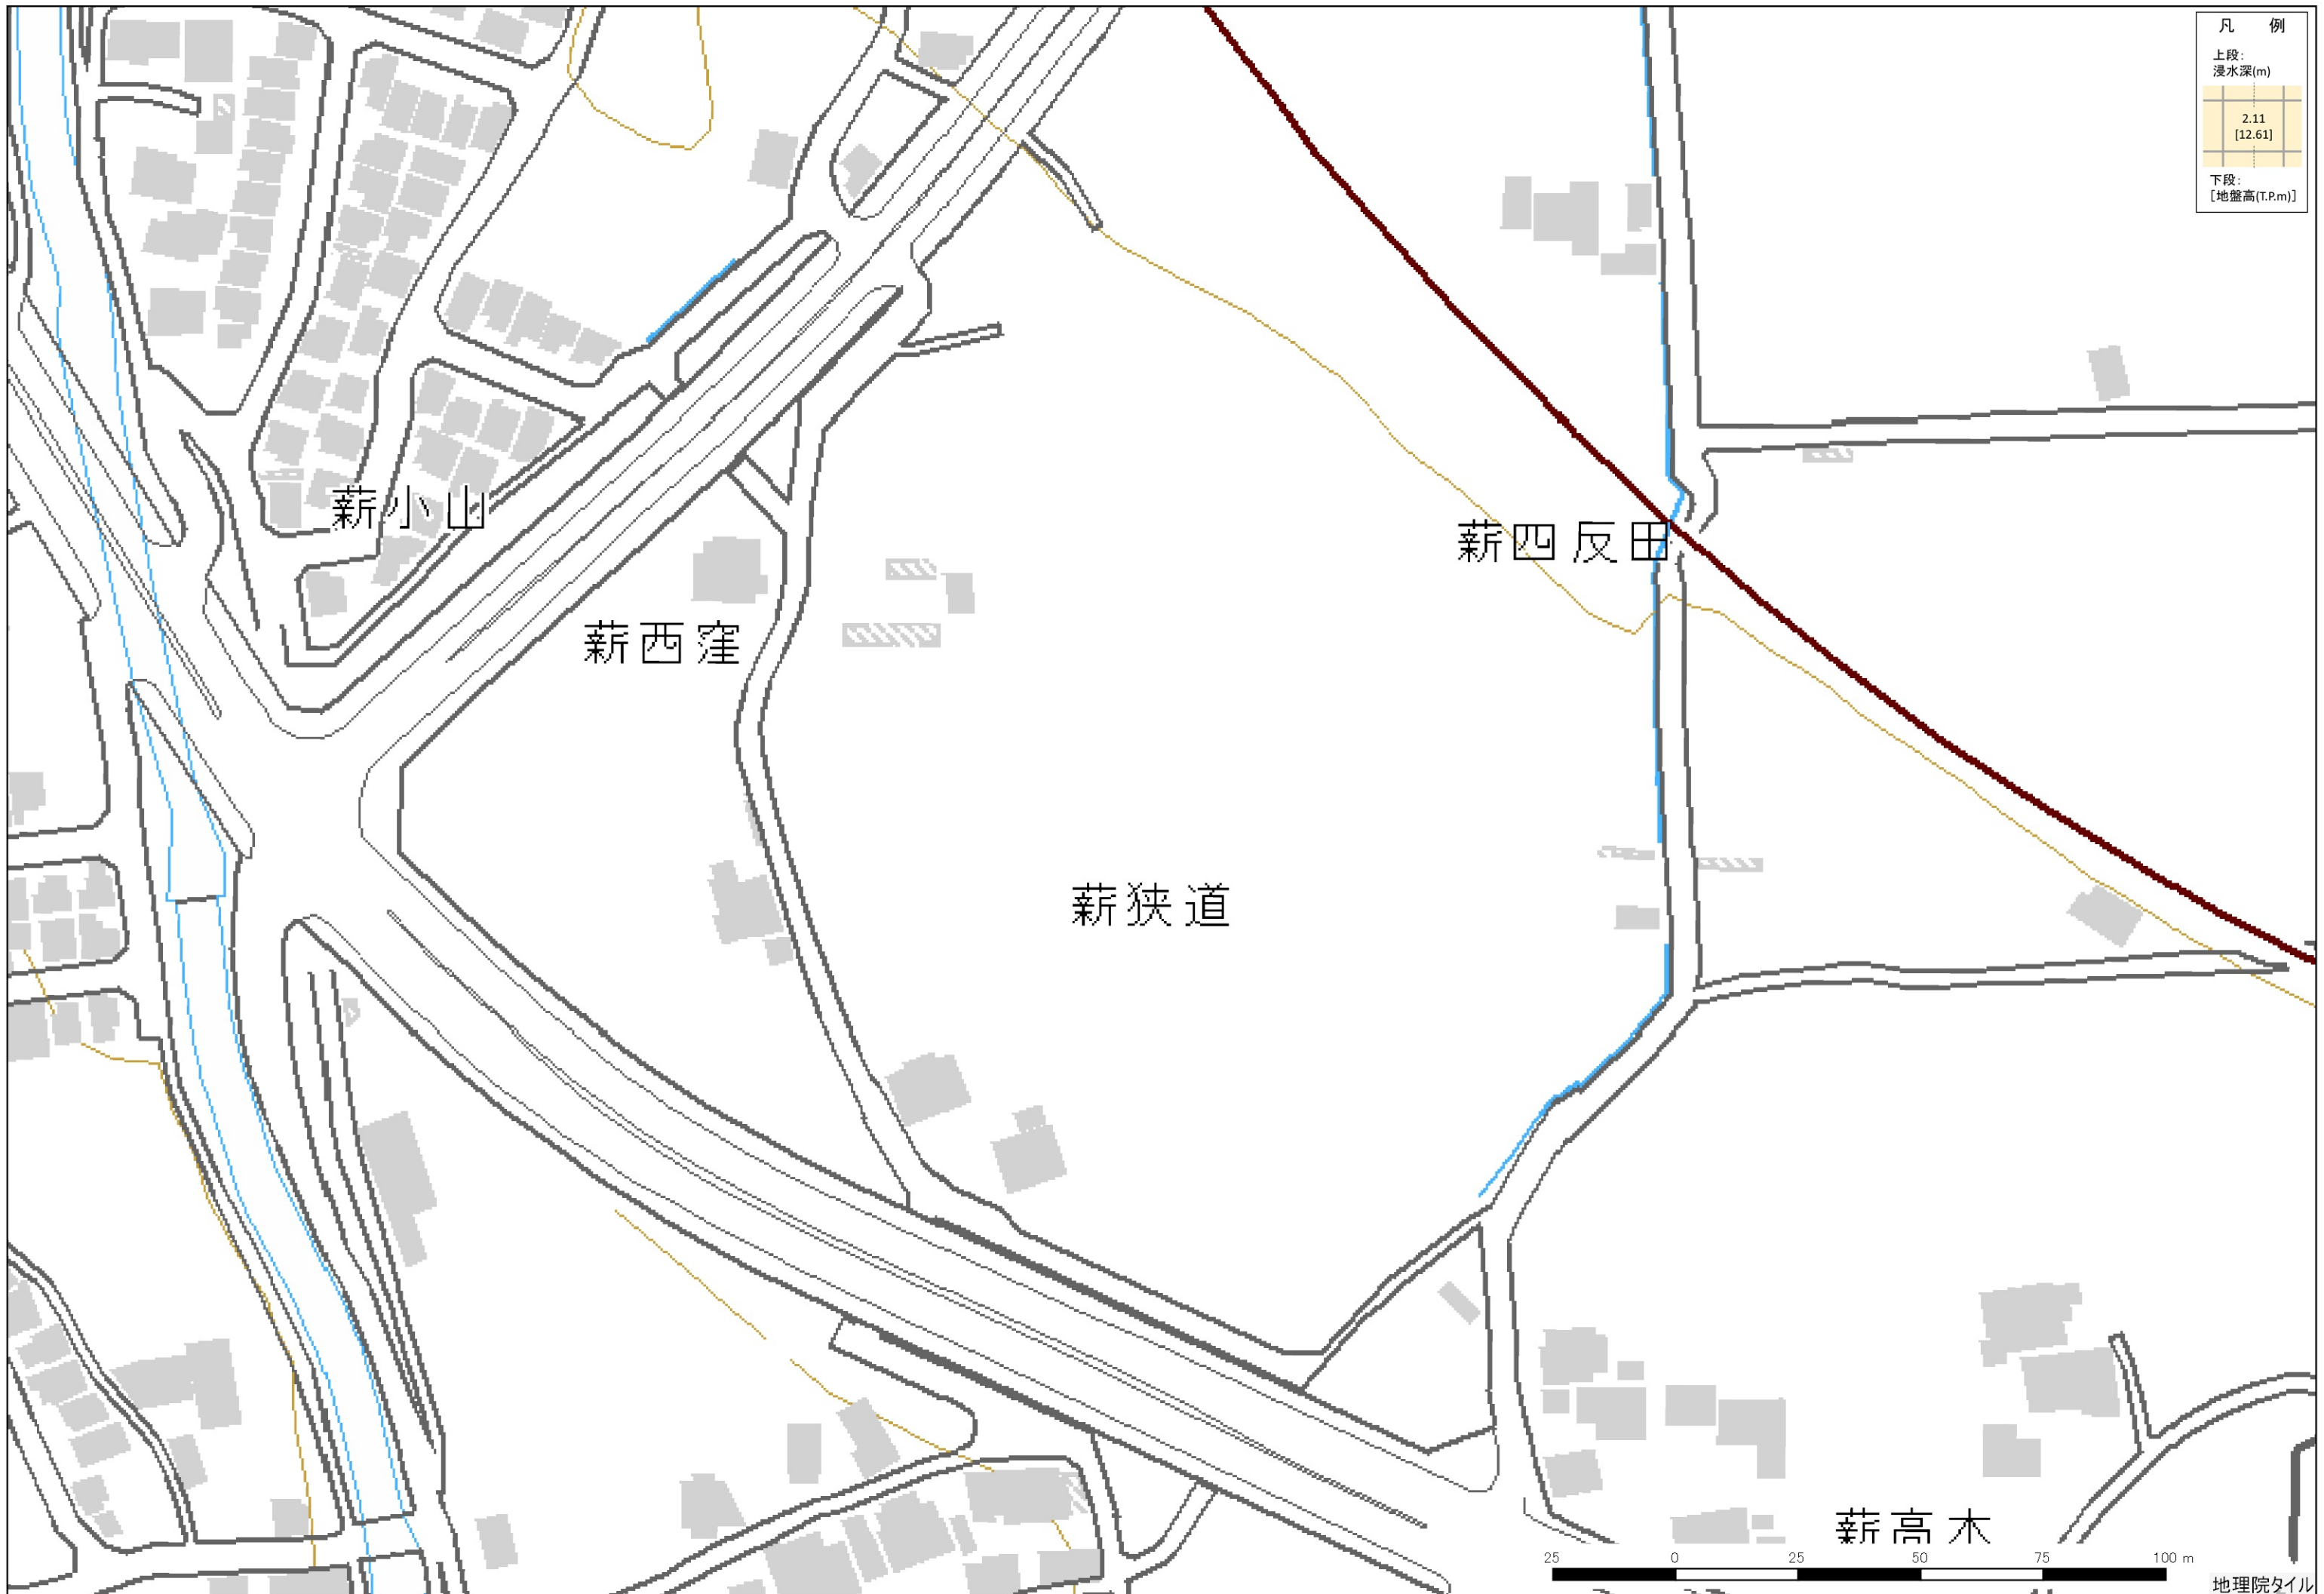 凡 例
上段:
浸水深(m)
2.11
[12.61]
下段:
[地盤高(T.P.m)]
薪小山
薪四反田
薪西窪
薪狭道
薪高木
25 0 25 50 75 100 m
地理院タイル